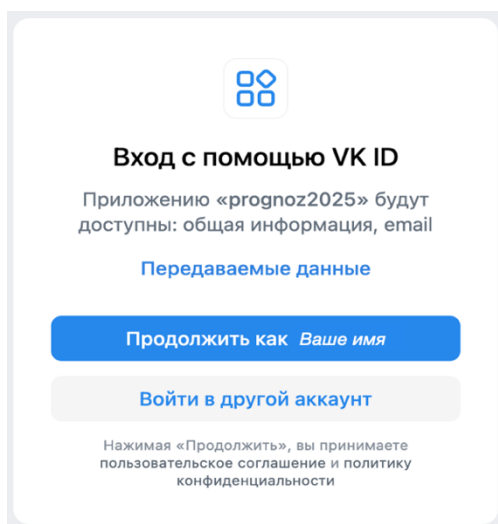 Вход с помощью VK ID
Приложению «prognoz2025» будут
доступны: общая информация, email
Передаваемые данные
Продолжить как Ваше имя
Войти в другой аккаунт
Нажимая «Продолжить», вы принимаете
пользовательское соглашение и политику
конфиденциальности